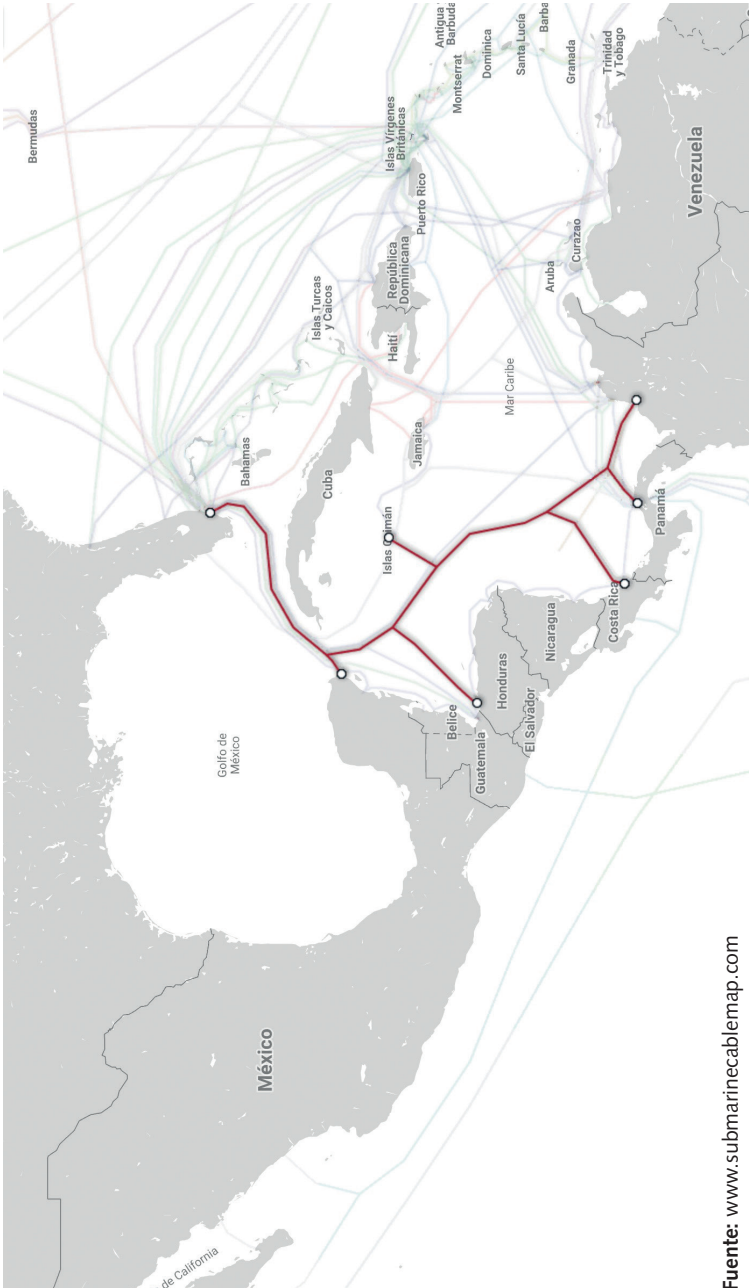 Bermudas
Antigua y
Barbuda
Montserrat
Dominica
Santa Lucía
Barba
Granada
Trinidad
y Tobago
Islas Vírgenes
Británicas
Puerto Rico
República
Dominicana
Haití
Islas Turcas
y Caicos
Bahamas
Cuba
Jamaica
Islas
Mar Caribe
Aruba
Curazao
Venezuela
Panamá
Costa Rica
Nicaragua
Honduras
El Salvador
Guatemala
Belice
Golfo de
México
México
de California
Fuente: www.submarinecablemap.com